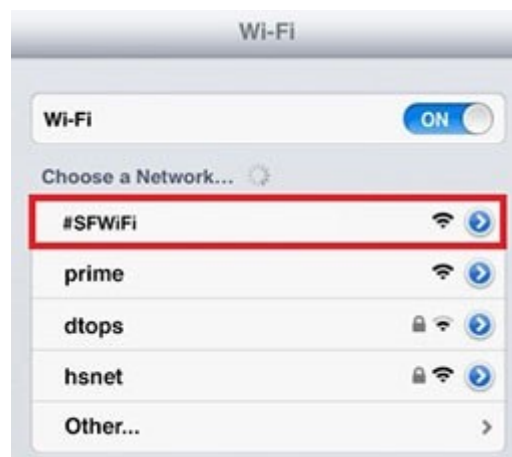 Wi-Fi
Wi-Fi ON
Choose a Network...
#SFWiFi
prime
dtops
hsnet
Other...